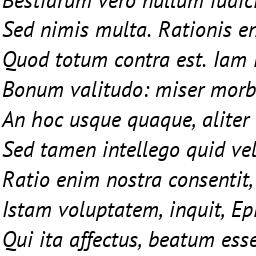 Bestiarum vero nullum iudici
Sed nimis multa. Rationis en
Quod totum contra est. Iam
Bonum valitudo: miser morb
An hoc usque quaque, aliter
Sed tamen intellego quid vel
Ratio enim nostra consentit,
Istam voluptatem, inquit, Epi
Qui ita affectus, beatum esse